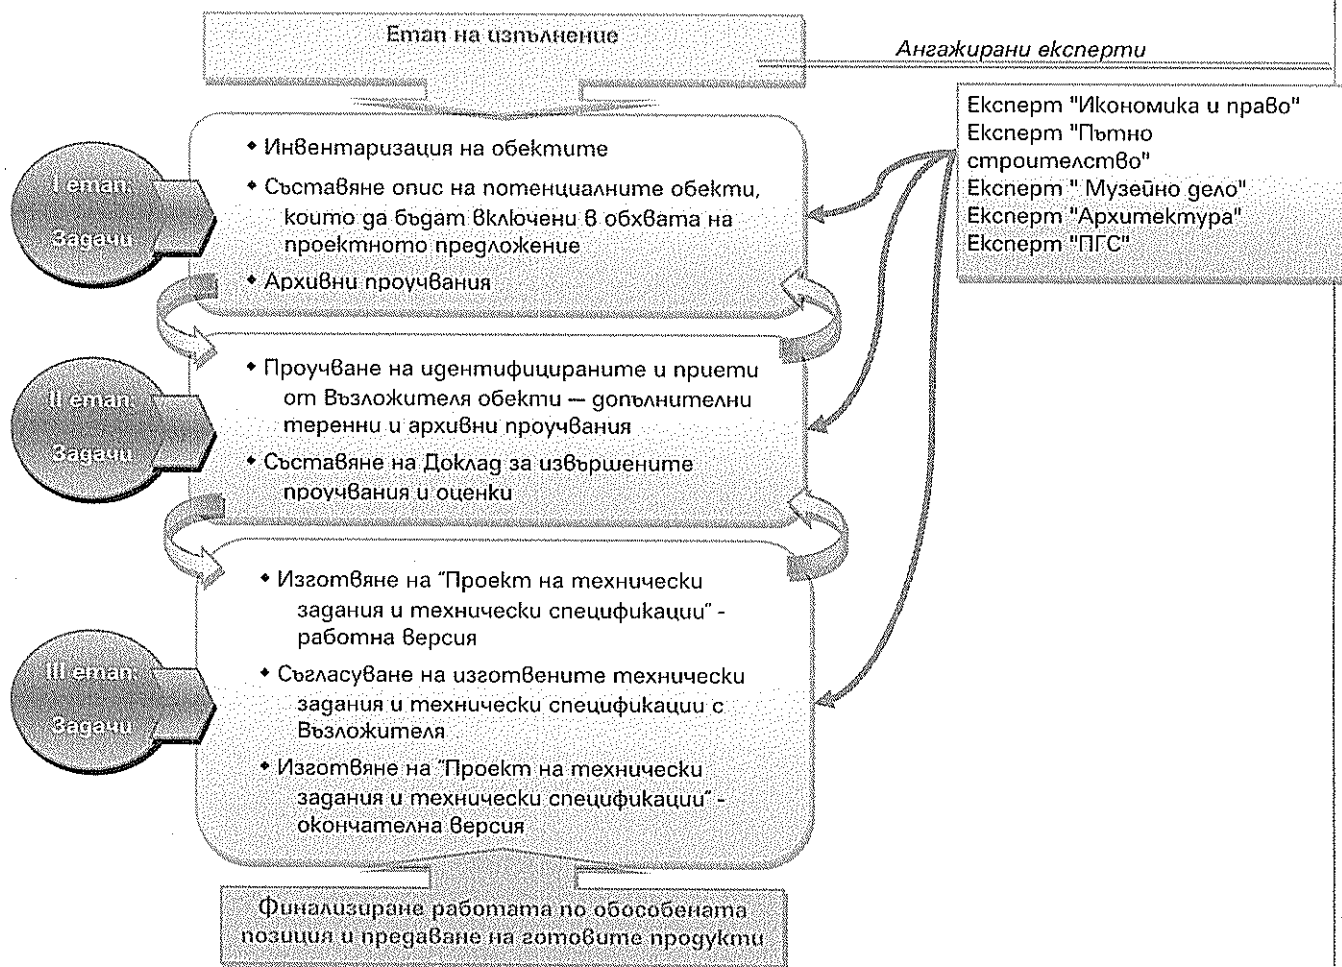 Етап на изпълнение
Ангажирани експерти
Експерт "Икономика и право"
Експерт "Пътно
строителство"
Експерт " Музейно дело"
Експерт "Архитектура"
Експерт "ПГС"
I етап:
Задачи
• Инвентаризация на обектите
• Съставяне опис на потенциалните обекти,
които да бъдат включени в обхвата на
проектното предложение
• Архивни проучвания
II етап:
Задачи
• Проучване на идентифицираните и приети
от Възложителя обекти — допълнителни
теренни и архивни проучвания
• Съставяне на Доклад за извършените
проучвания и оценки
III етап:
Задачи
• Изготвяне на "Проект на технически
задания и технически спецификации" -
работна версия
• Съгласуване на изготвените технически
задания и технически спецификации с
Възложителя
• Изготвяне на "Проект на технически
задания и технически спецификации" -
окончателна версия
Финализиране работата по обособената
позиция и предаване на готовите продукти